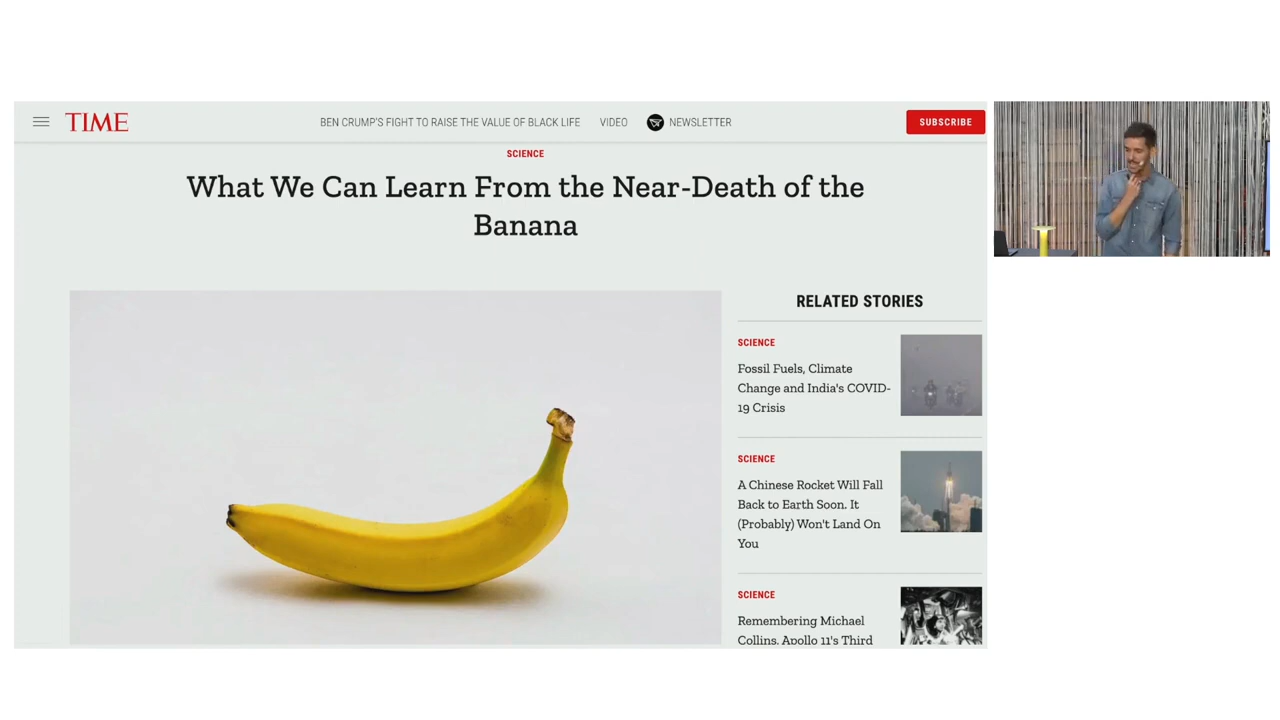 TIME
BEN CRUMP'S FIGHT TO RAISE THE VALUE OF BLACK LIFE
VIDEO
NEWSLETTER
SUBSCRIBE
SCIENCE
What We Can Learn From the Near-Death of the
Banana
RELATED STORIES
SCIENCE
Fossil Fuels, Climate
Change and India's COVID-
19 Crisis
SCIENCE
A Chinese Rocket Will Fall
Back to Earth Soon. It
(Probably) Won't Land On
You
SCIENCE
Remembering Michael
Collins, Apollo 11's Third